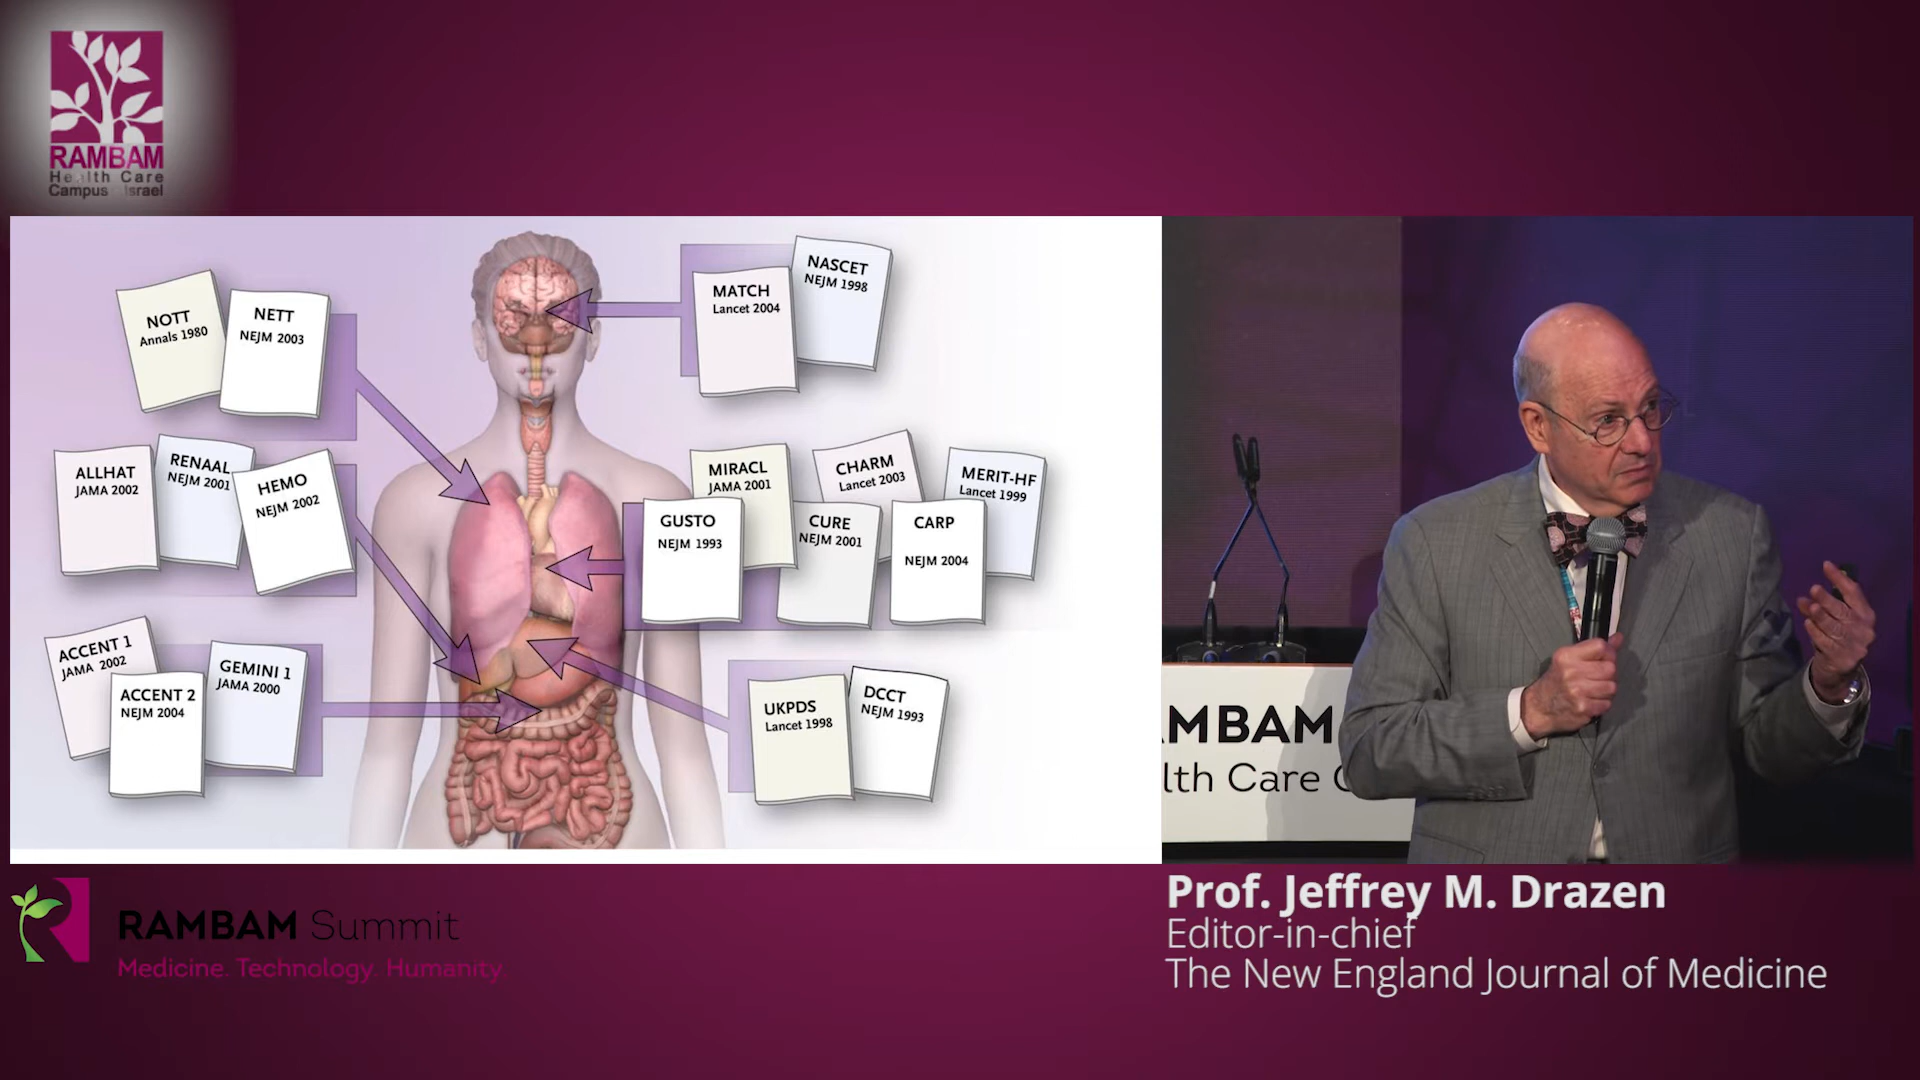 RAMBAM
Health Care
Campus Israel
NOTT
Annals 1980
NETT
NEJM 2003
MATCH
Lancet 2004
NASCET
NEJM 1998
ALLHAT
JAMA 2002
RENAAL
NEJM 2001
HEMO
NEJM 2002
MIRACL
JAMA 2001
CHARM
Lancet 2003
MERIT-HF
Lancet 1999
GUSTO
NEJM 1993
CURE
NEJM 2001
CARP
NEJM 2004
ACCENT 1
JAMA 2002
ACCENT 2
NEJM 2004
GEMINI 1
JAMA 2000
UKPDS
Lancet 1998
DCCT
NEJM 1993
MBAM
lth Care C
RAMBAM Summit
Medicine. Technology. Humanity.
Prof. Jeffrey M. Drazen
Editor-in-chief
The New England Journal of Medicine